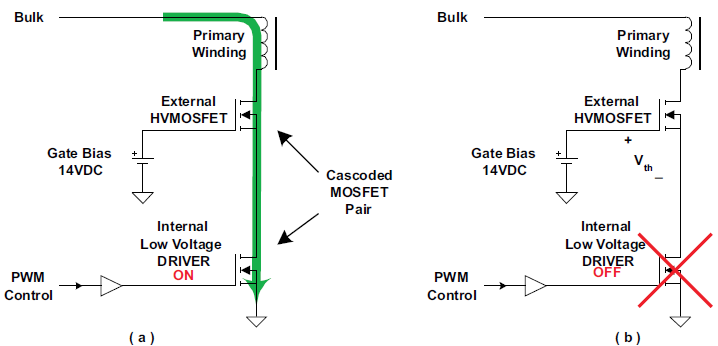 Bulk
Primary
Winding
External
HVMOSFET
Gate Bias
14VDC
+
Cascoded
MOSFET
Pair
Internal
Low Voltage
DRIVER
ON
PWM
Control
( a )
Bulk
Primary
Winding
External
HVMOSFET
+
Vth
_
Gate Bias
14VDC
+
Internal
Low Voltage
DRIVER
OFF
PWM
Control
( b )